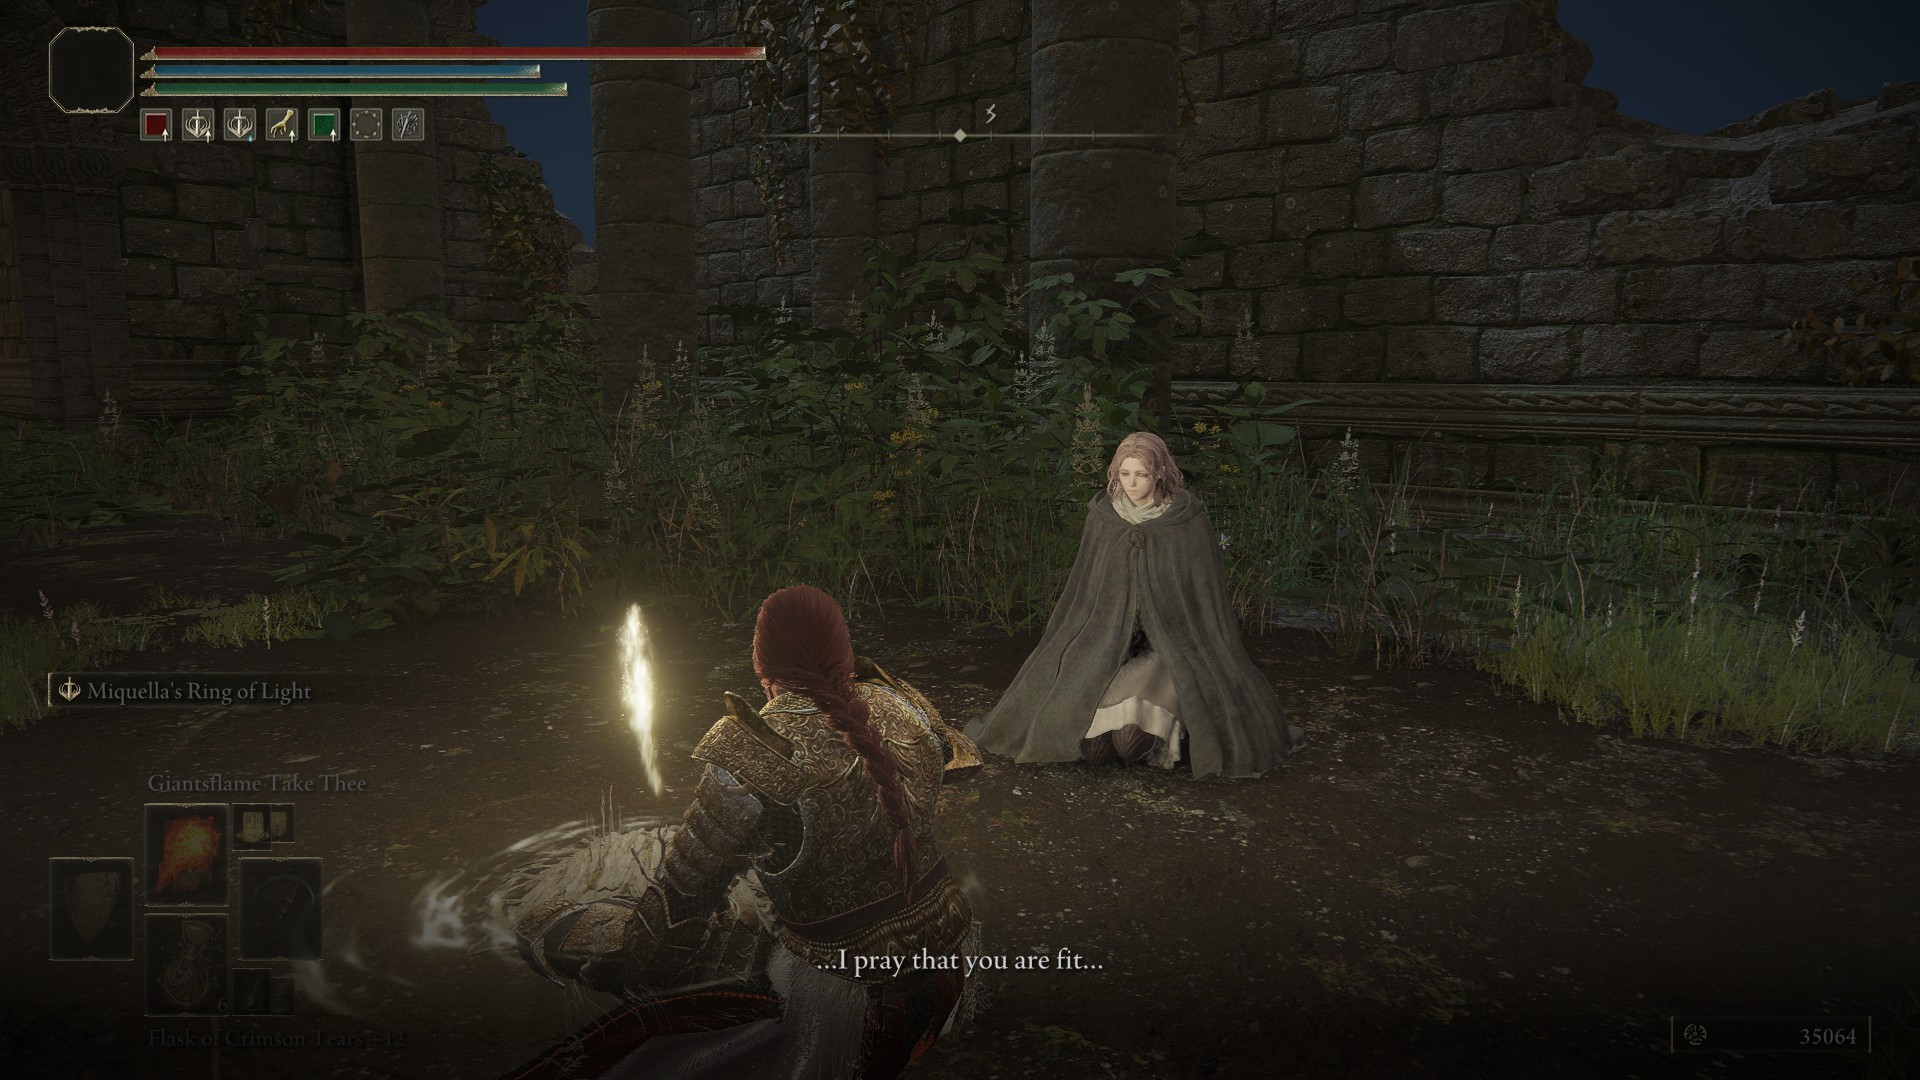 Miquella's Ring of Light
Giantsflame Take Thee
6
Flask of Crimson Tears +12
...I pray that you are fit...
35064